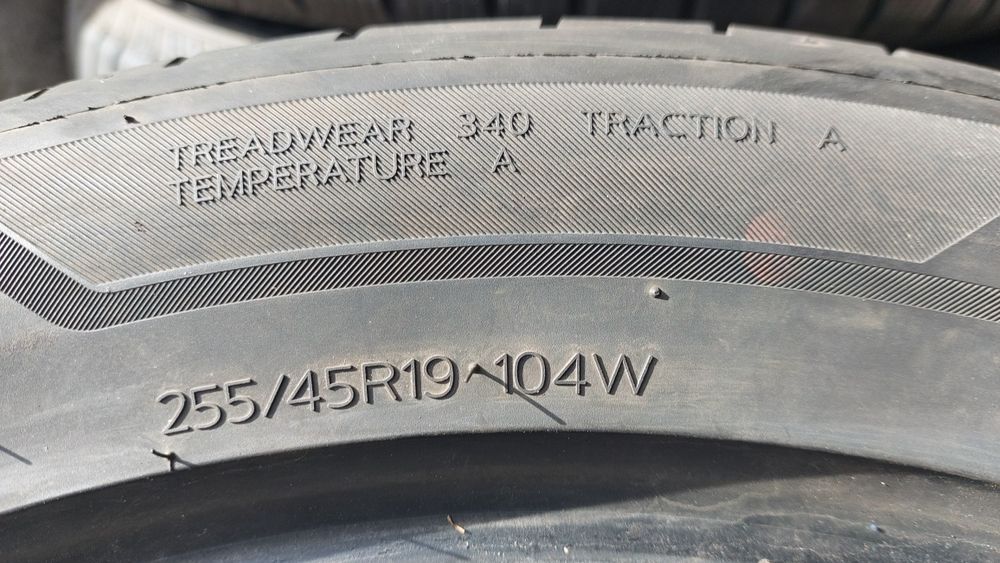 TREADWEAR 340 TRACTION A
TEMPERATURE A
255/45R19 104W